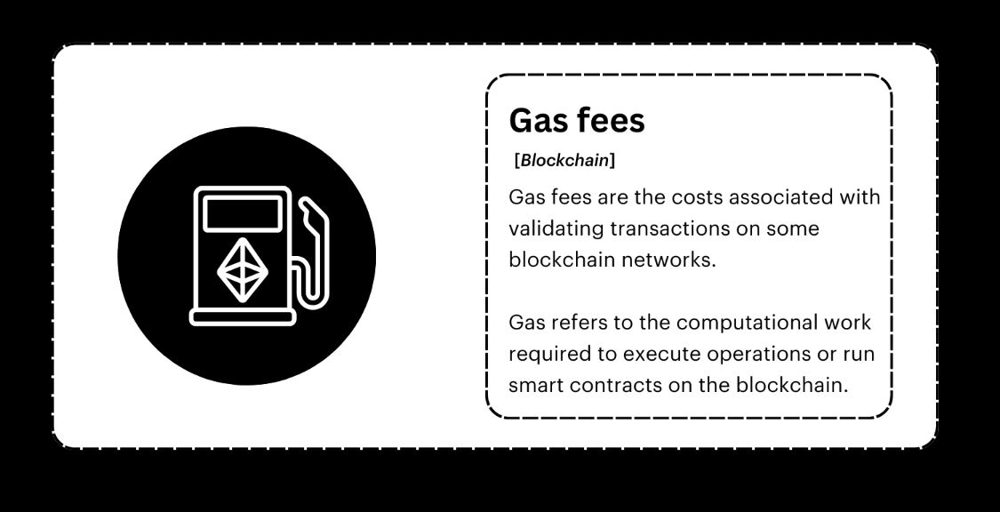 Gas fees
[Blockchain]
Gas fees are the costs associated with
validating transactions on some
blockchain networks.
Gas refers to the computational work
required to execute operations or run
smart contracts on the blockchain.